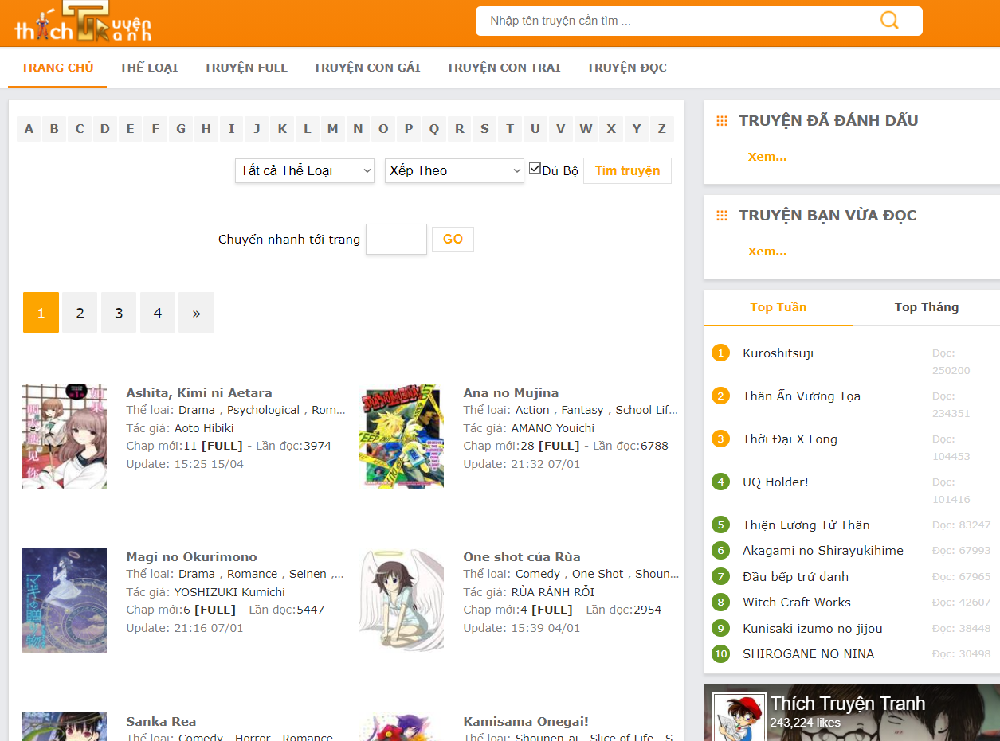 thích Truyện Tranh
Nhập tên truyện cần tìm ...
TRANG CHỦ THỂ LOẠI TRUYỆN FULL TRUYỆN CON GÁI TRUYỆN CON TRAI TRUYỆN ĐỌC
A B C D E F G H I J K L M N O P Q R S T U V W X Y Z
Tất cả Thể Loại Xếp Theo Đủ Bộ Tìm truyện
Chuyển nhanh tới trang GO
1 2 3 4 »
Ashita, Kimi ni Aetara
Thể loại: Drama , Psychological , Rom...
Tác giả: Aoto Hibiki
Chap mới:11 [FULL] - Lần đọc:3974
Update: 15:25 15/04
Ana no Mujina
Thể loại: Action , Fantasy , School Lif...
Tác giả: AMANO Youichi
Chap mới:28 [FULL] - Lần đọc:6788
Update: 21:32 07/01
KEEP OUT
マギの贈り物
Magi no Okurimono
Thể loại: Drama , Romance , Seinen ,...
Tác giả: YOSHIZUKI Kumichi
Chap mới:6 [FULL] - Lần đọc:5447
Update: 21:16 07/01
One shot của Rùa
Thể loại: Comedy , One Shot , Shoun...
Tác giả: RÙA RẢNH RỖI
Chap mới:4 [FULL] - Lần đọc:2954
Update: 15:39 04/01
Sanka Rea
Thể loại: Comedy , Horror , Romance
Kamisama Onegai!
Thể loại: Shounen-ai , Slice of Life , S
TRUYỆN ĐÃ ĐÁNH DẤU
Xem...
TRUYỆN BẠN VỪA ĐỌC
Xem...
Top Tuần Top Tháng
1 Kuroshitsuji Đọc:
250200
2 Thần Ấn Vương Tọa Đọc:
234351
3 Thời Đại X Long Đọc:
104453
4 UQ Holder! Đọc:
101416
5 Thiện Lương Tử Thần Đọc: 83247
6 Akagami no Shirayukihime Đọc: 67993
7 Đầu bếp trứ danh Đọc: 67965
8 Witch Craft Works Đọc: 42607
9 Kunisaki izumo no jijou Đọc: 38448
10 SHIROGANE NO NINA Đọc: 30498
Thích Truyện Tranh
243,224 likes